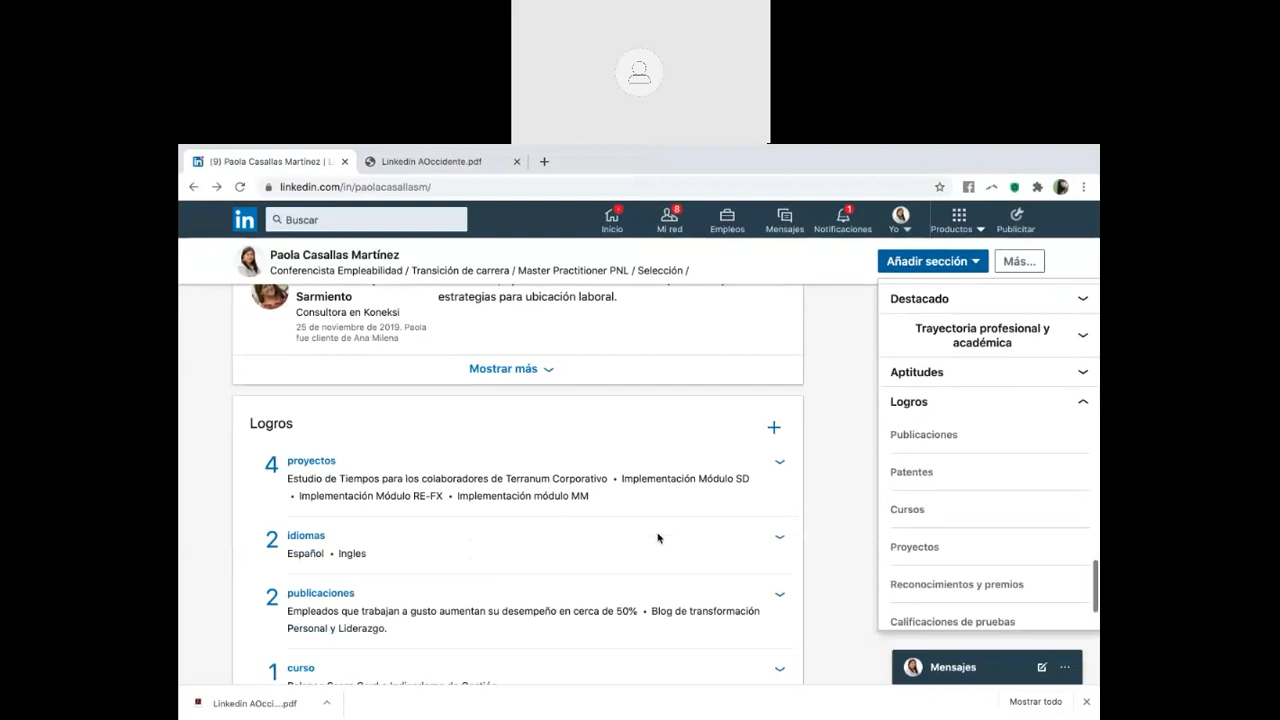 (9) Paola Casallas Martínez | L
Linkedin AOccidente.pdf
linkedin.com/in/paolacasallasm/
in
Buscar
Inicio
8
Mi red
Empleos
Mensajes
1
Notificaciones
Yo
Productos
Publicitar
Paola Casallas Martínez
Conferencista Empleabilidad / Transición de carrera / Master Practitioner PNL / Selección /
Añadir sección
Más...
Sarmiento
estrategias para ubicación laboral.
Consultora en Koneksi
25 de noviembre de 2019. Paola
fue cliente de Ana Milena
Mostrar más
Logros
4 proyectos
Estudio de Tiempos para los colaboradores de Terranum Corporativo • Implementación Módulo SD
• Implementación Módulo RE-FX • Implementación módulo MM
2 idiomas
Español • Ingles
2 publicaciones
Empleados que trabajan a gusto aumentan su desempeño en cerca de 50% • Blog de transformación
Personal y Liderazgo.
1 curso
Destacado
Trayectoria profesional y
académica
Aptitudes
Logros
Publicaciones
Patentes
Cursos
Proyectos
Reconocimientos y premios
Calificaciones de pruebas
Mensajes
Linkedin AOcci....pdf
Mostrar todo